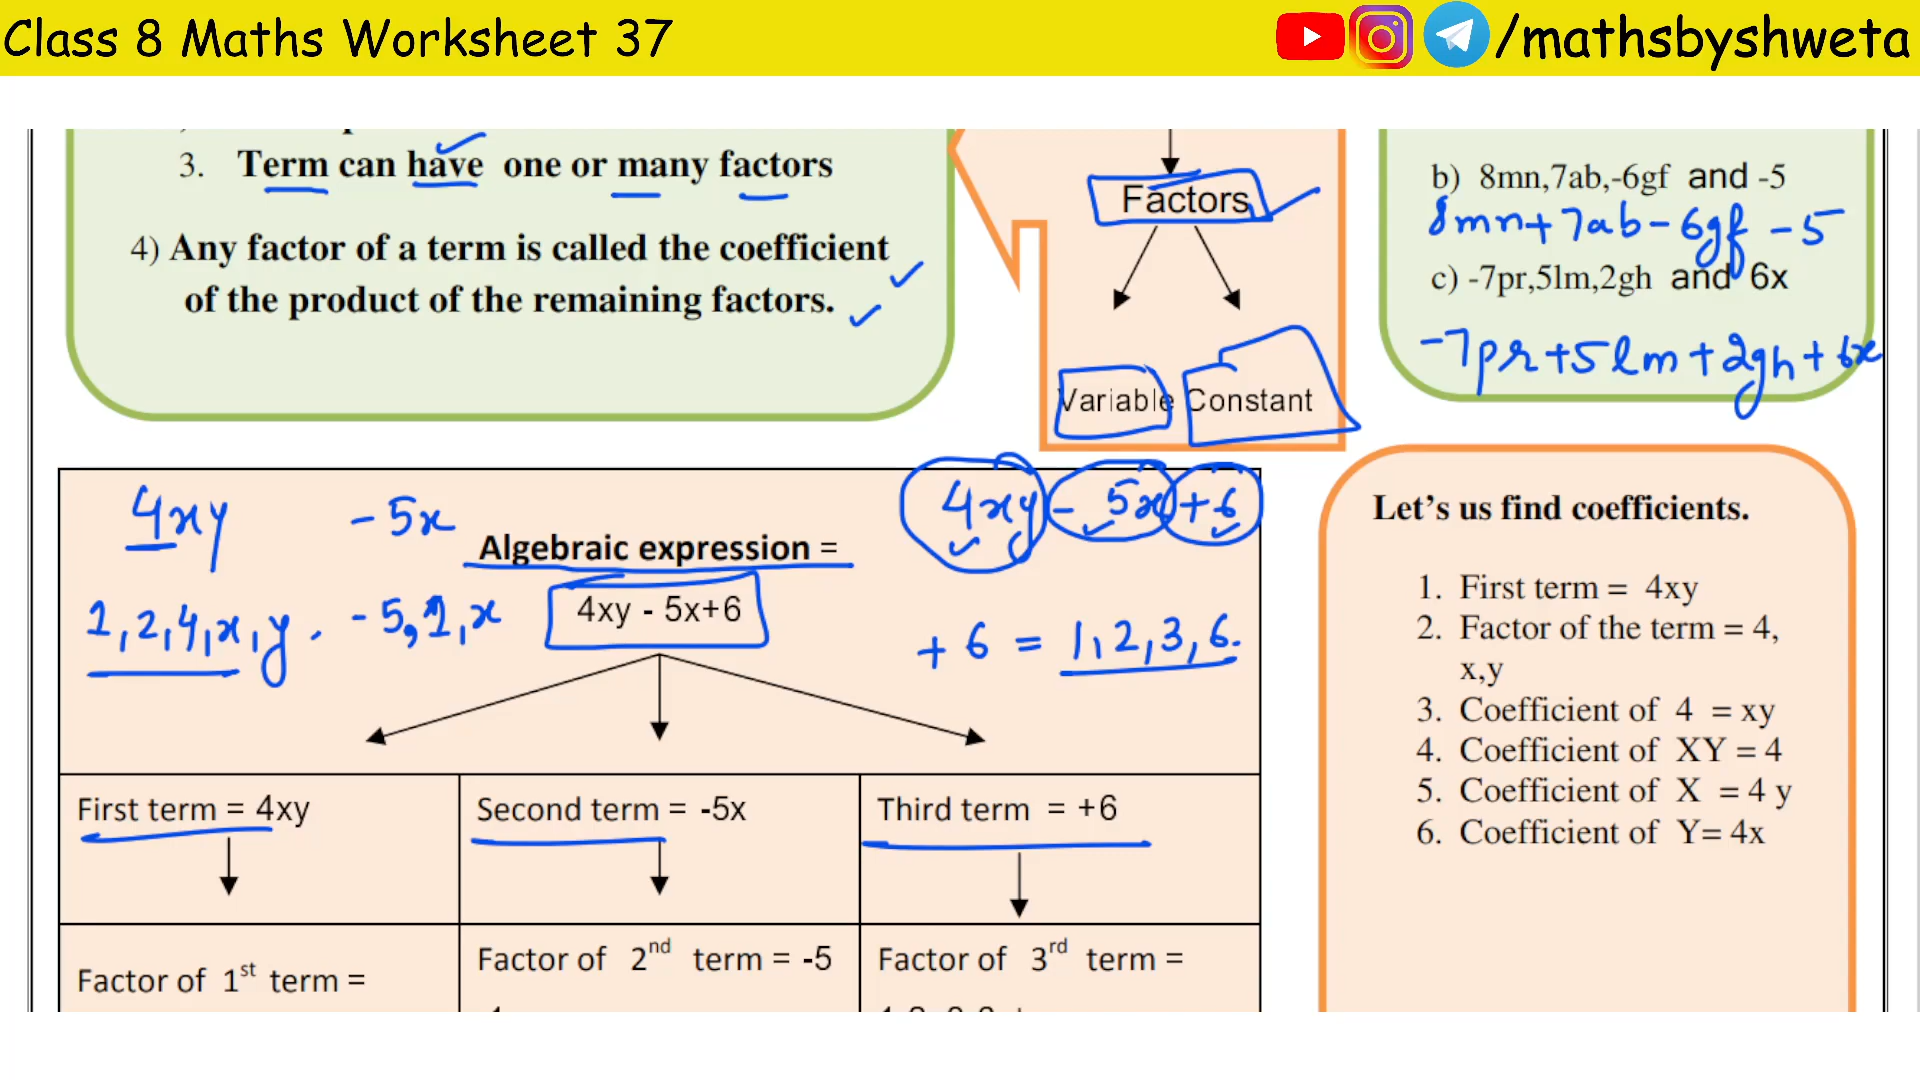 Class 8 Maths Worksheet 37
/mathsbyshweta
3. Term can have one or many factors
4) Any factor of a term is called the coefficient
of the product of the remaining factors.
Factors
Variable Constant
b) 8mn,7ab,-6gf and -5
8mn+7ab-6gf-5
c) -7pr,5lm,2gh and 6x
-7pr+5lm+2gh+6x
4xy -5x
4xy - 5x + 6
Algebraic expression =
4xy - 5x+6
1,2,4,x,y. -5,1,x
+6 = 1,2,3,6.
First term = 4xy
Second term = -5x
Third term = +6
Factor of 1st term =
Factor of 2nd term = -5
Factor of 3rd term =
Let's us find coefficients.
1. First term = 4xy
2. Factor of the term = 4,
x,y
3. Coefficient of 4 = xy
4. Coefficient of XY = 4
5. Coefficient of X = 4 y
6. Coefficient of Y= 4x